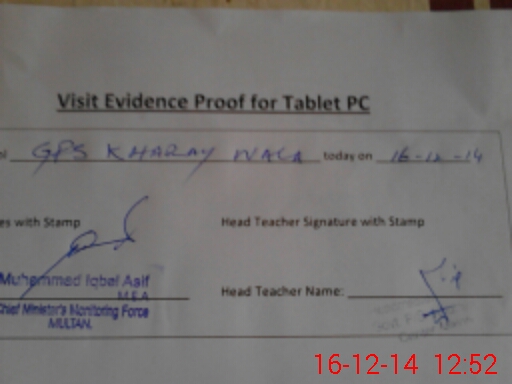 Visit Evidence Proof for Tablet PC
ol GPS KHARAY WALA today on 16-12-14
es with Stamp Head Teacher Signature with Stamp
Muhammad Iqbal Asif
M.E.A
Chief Minister's Monitoring Force
MULTAN.
Head Teacher Name:
16-12-14 12:52